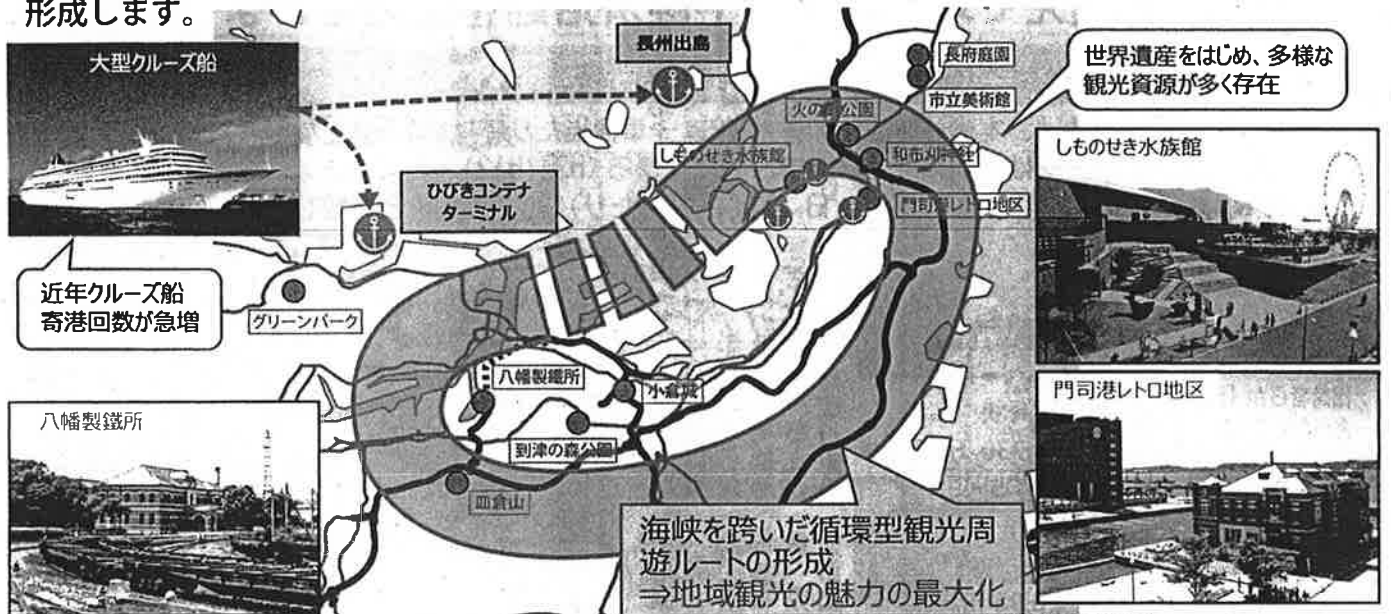 形成します。
大型クルーズ船
長州出島
長府庭園
市立美術館
世界遺産をはじめ、多様な
観光資源が多く存在
火の山公園
しものせき水族館
和布刈神社
門司港レトロ地区
ひびきコンテナ
ターミナル
しものせき水族館
近年クルーズ船
寄港回数が急増
グリーンパーク
八幡製鐵所
小倉城
到津の森公園
皿倉山
八幡製鐵所
門司港レトロ地区
海峡を跨いだ循環型観光周
遊ルートの形成
⇒地域観光の魅力の最大化